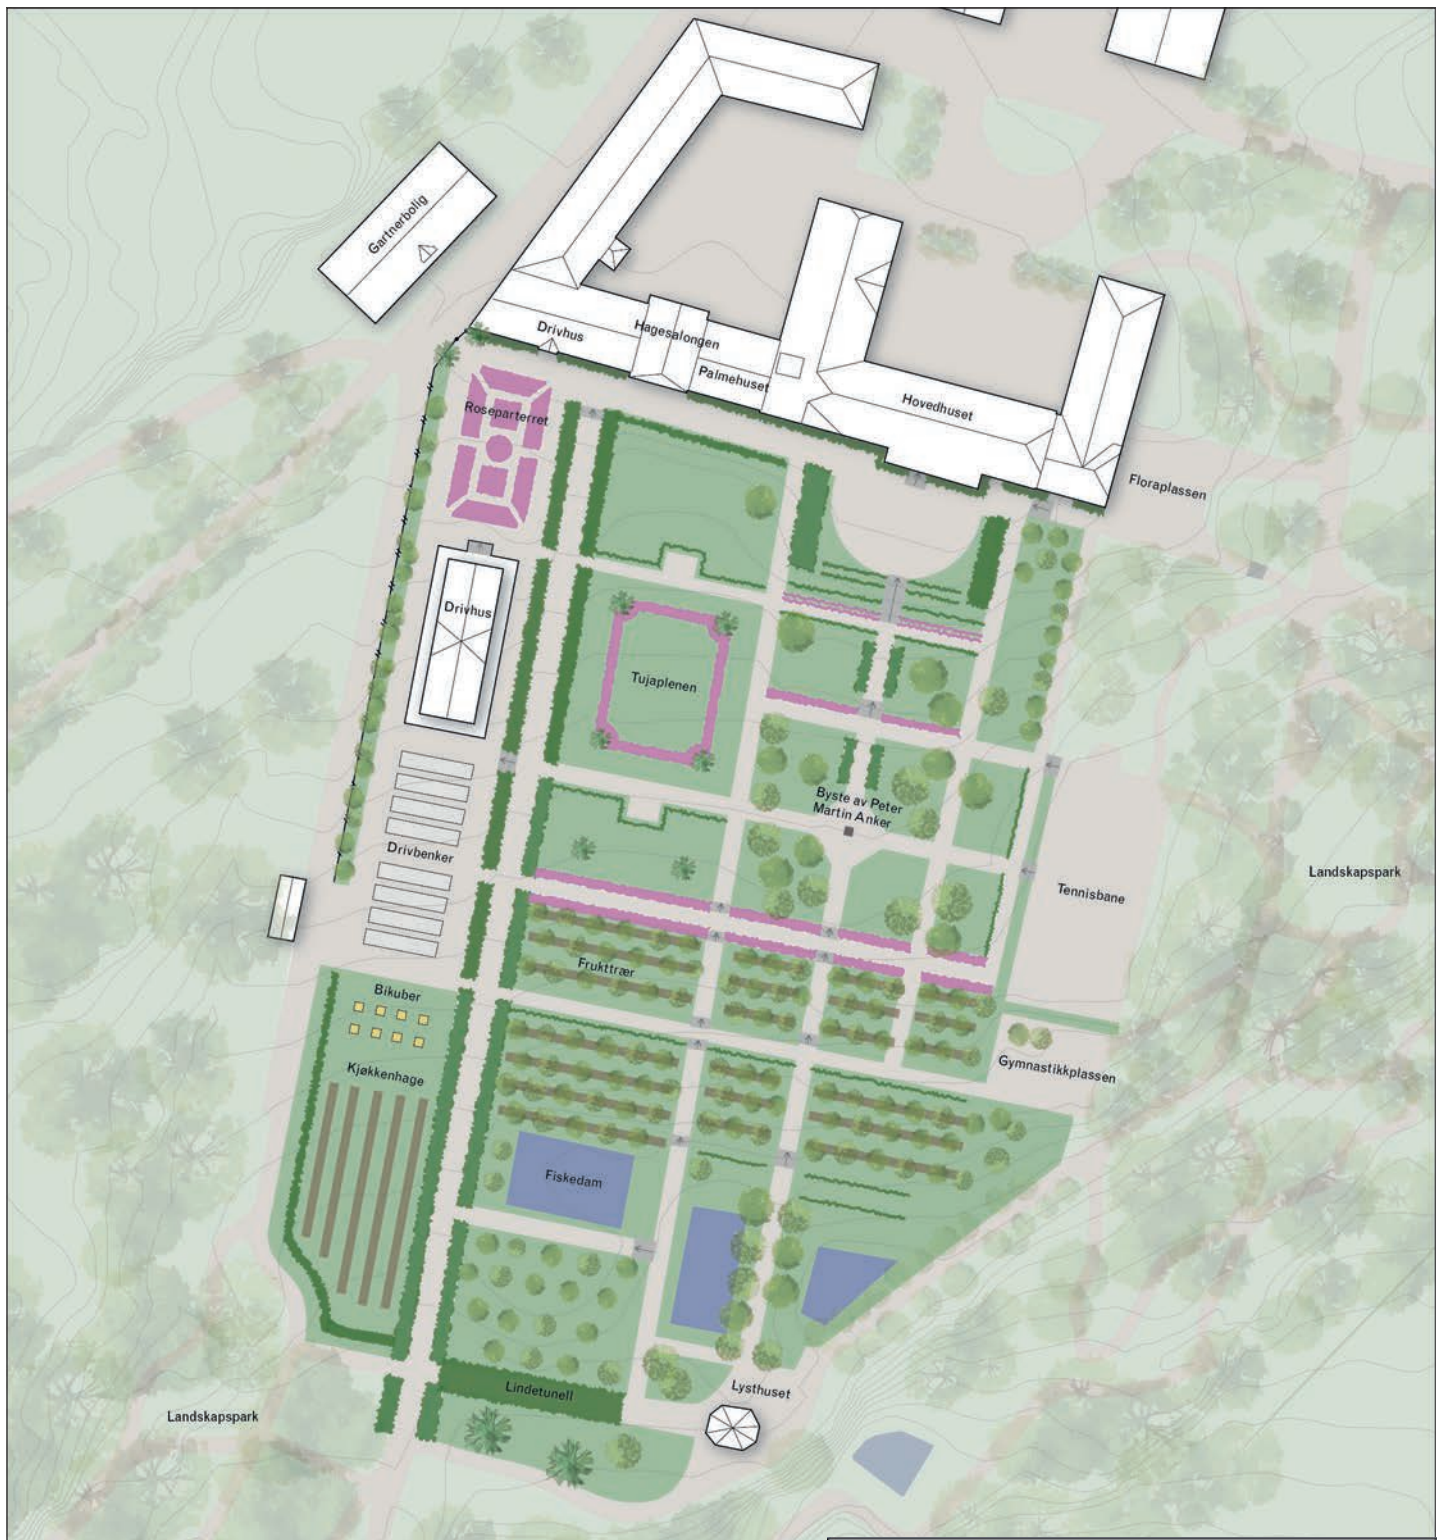 Gartnerbolig
Drivhus
Hagesalongen
Palmehuset
Hovedhuset
Roseparterret
Floraplassen
Drivhus
Tujaplenen
Byste av Peter
Martin Anker
Drivbenker
Landskapspark
Tennisbane
Frukttrær
Bikuber
Gymnastikkplassen
Kjøkkenhage
Fiskedam
Lindetunell
Lysthuset
Landskapspark